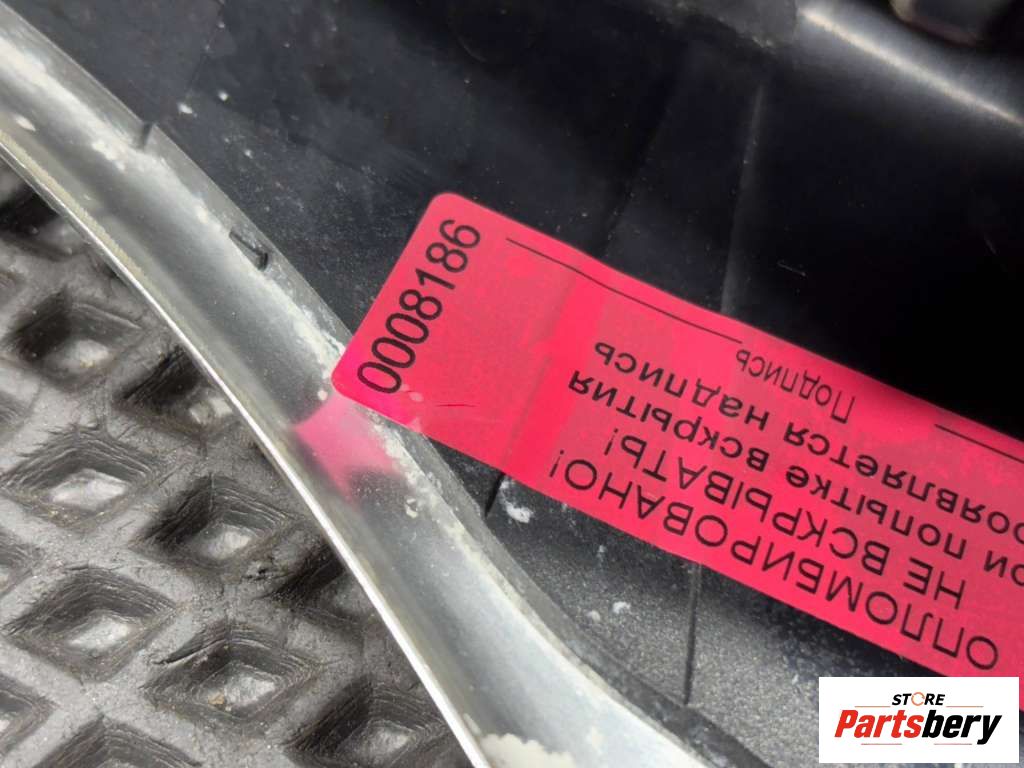 ОПЛОМБИРОВАНО!
НЕ ВСКРЫВАТЬ!
попытке вскрытия
надпись
Подпись
0008186
STORE
Partsbery